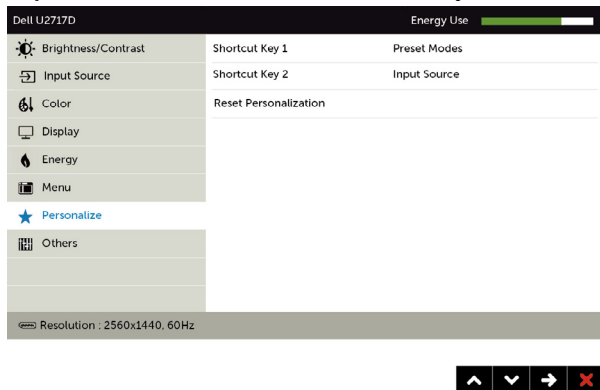 Dell U2717D
Energy Use
Brightness/Contrast
Shortcut Key 1
Preset Modes
Input Source
Shortcut Key 2
Input Source
Color
Reset Personalization
Display
Energy
Menu
Personalize
Others
Resolution : 2560x1440, 60Hz